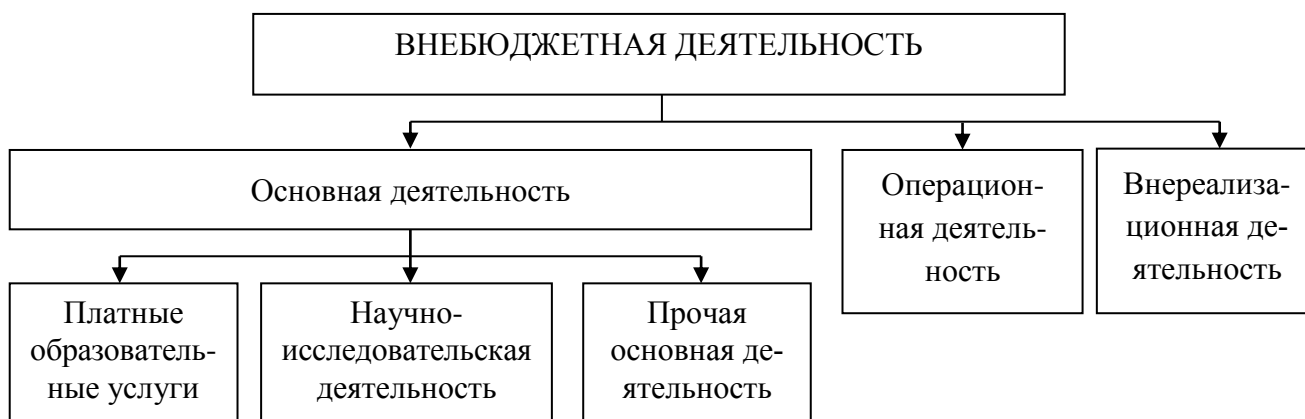 ВНЕБЮДЖЕТНАЯ ДЕЯТЕЛЬНОСТЬ
Основная деятельность
Операцион-
ная деятель-
ность
Внереализа-
ционная де-
ятельность
Платные
образователь-
ные услуги
Научно-
исследовательская
деятельность
Прочая
основная де-
ятельность